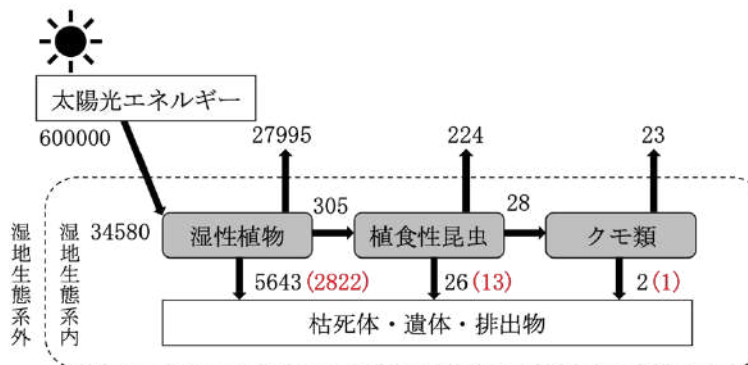 太陽光エネルギー
600000
27995
224
23
湿地生態系外
湿地生態系内
34580
湿性植物
305
植食性昆虫
28
クモ類
5643(2822)
26(13)
2(1)
枯死体・遺体・排出物